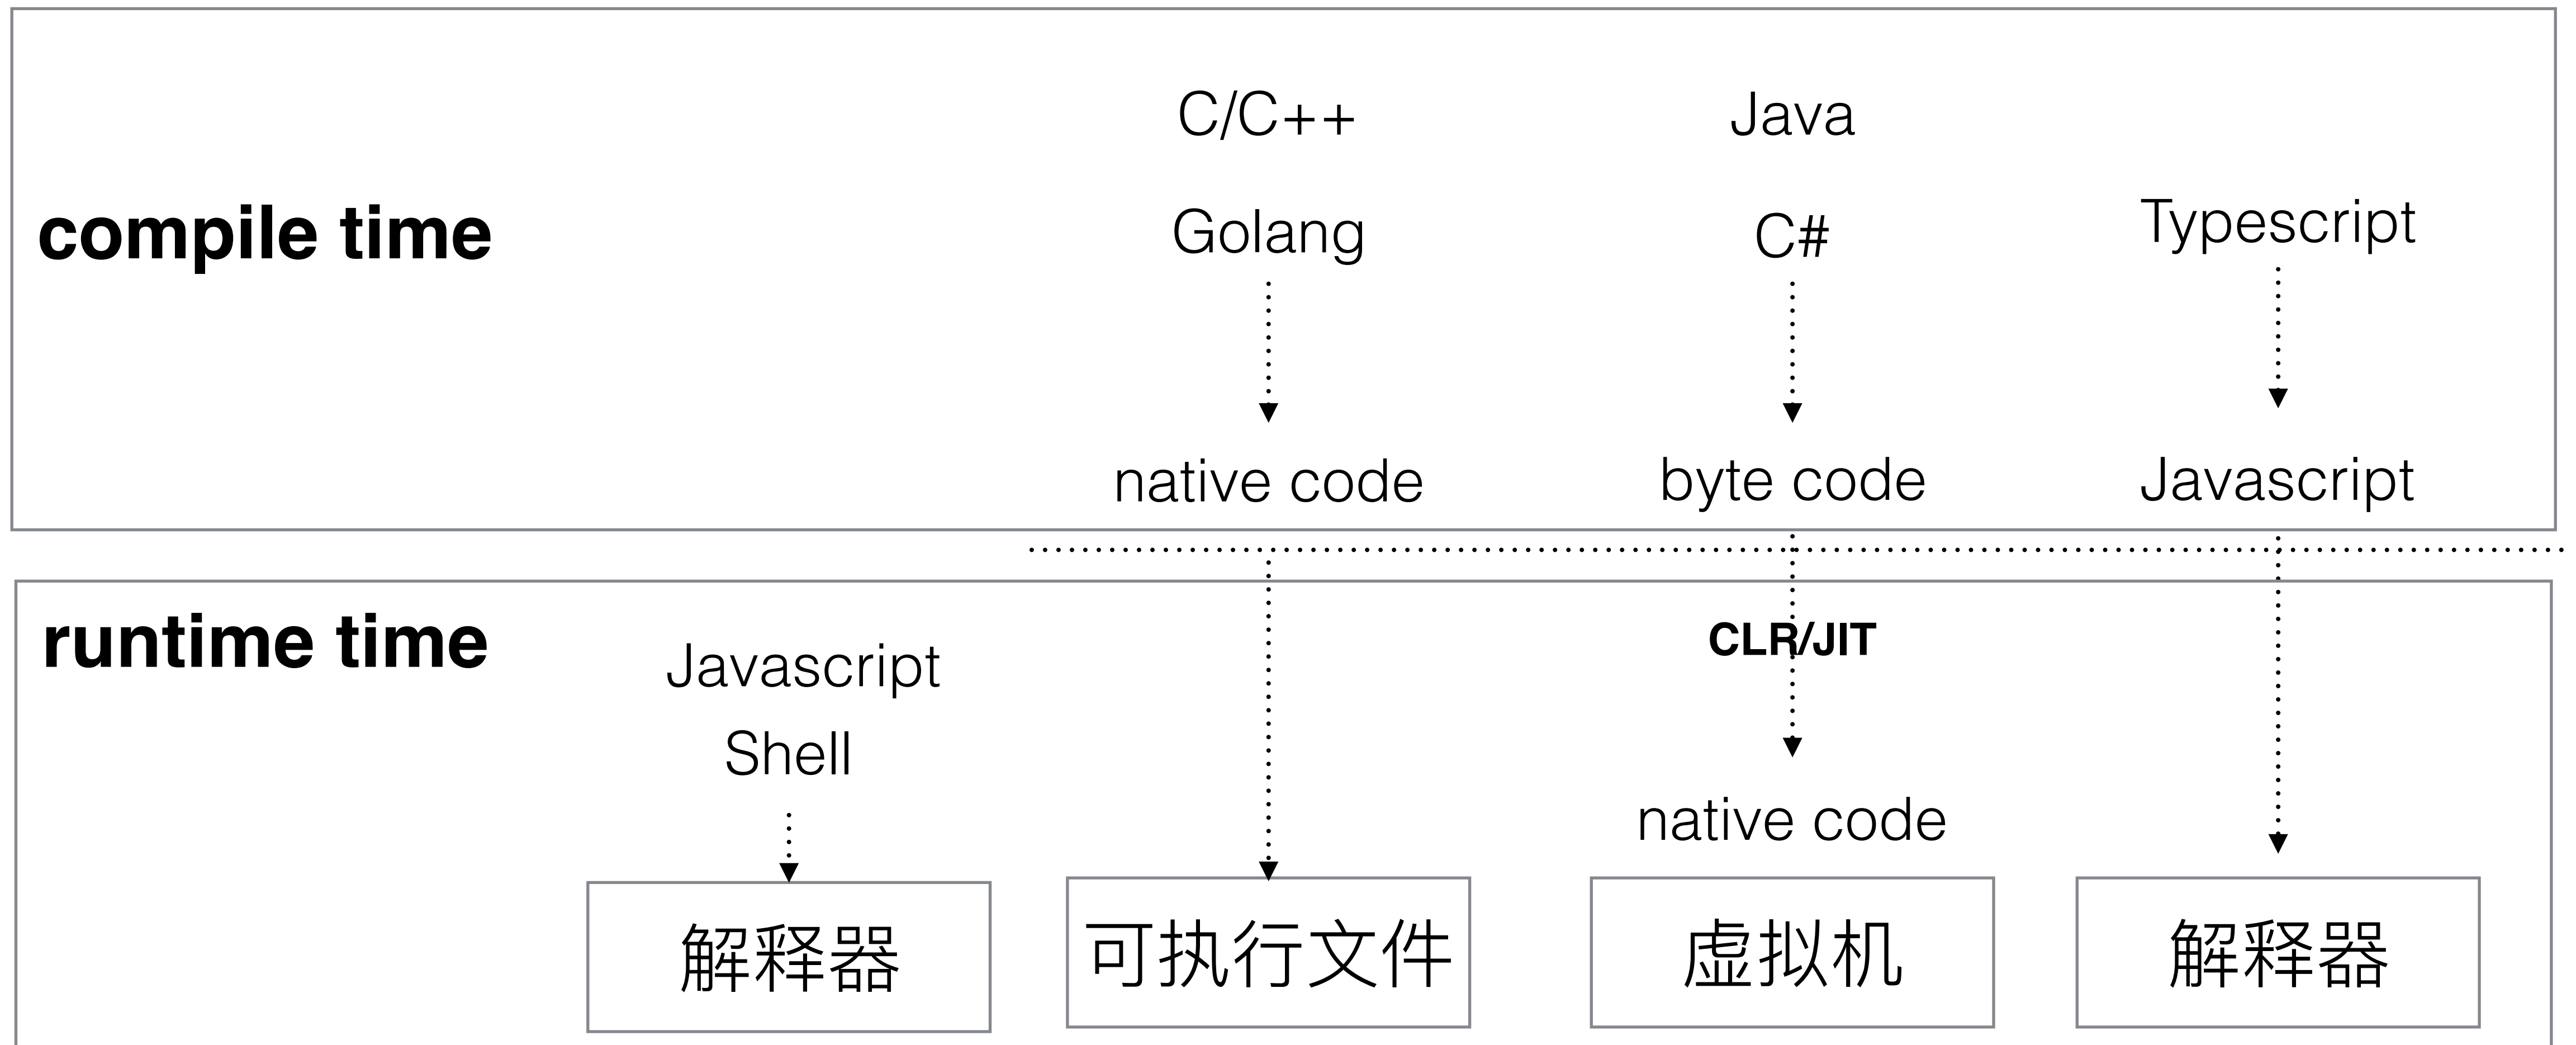 C/C++
Java
compile time
Golang
C#
Typescript
native code
byte code
Javascript
runtime time
CLR/JIT
Javascript
Shell
native code
解释器
可执行文件
虚拟机
解释器